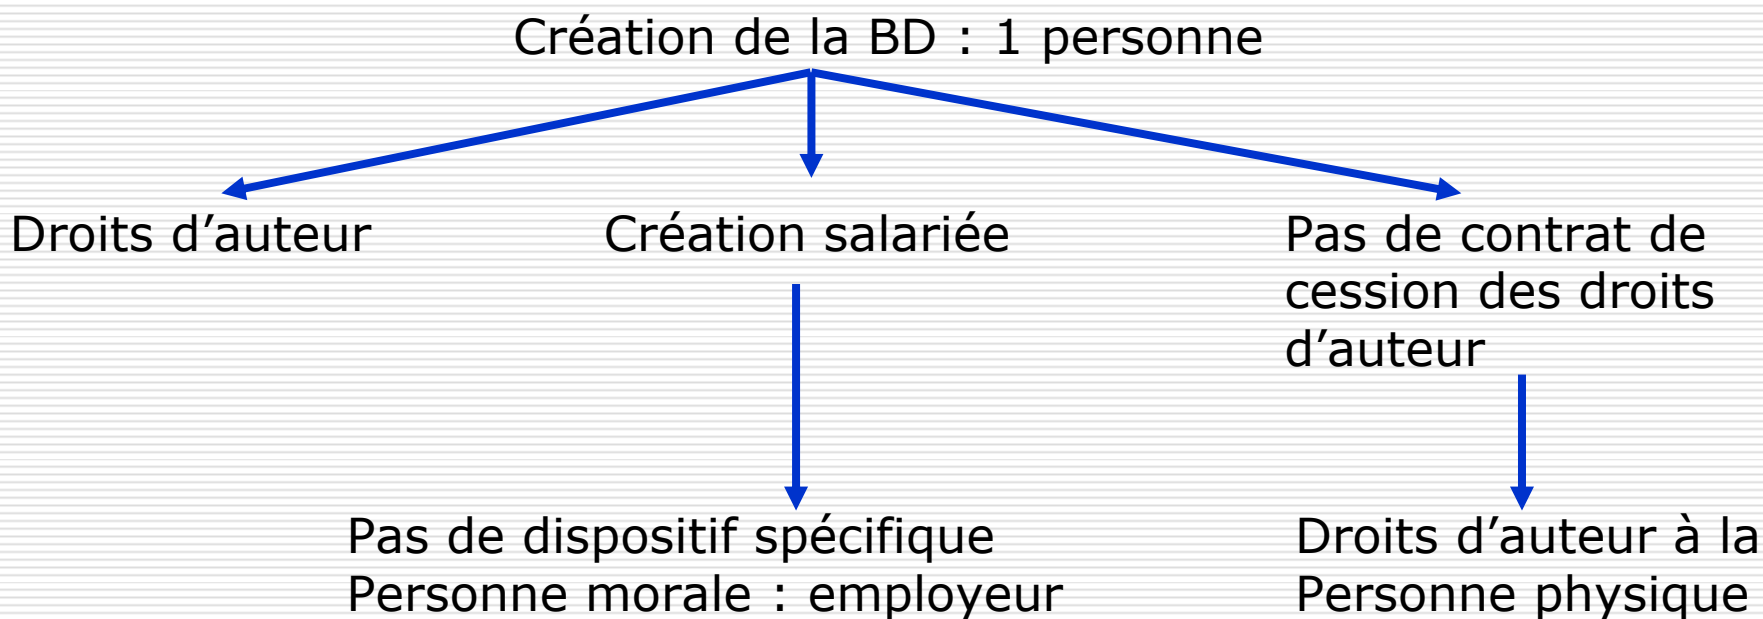 Création de la BD : 1 personne
Droits d’auteur
Création salariée
Pas de contrat de
cession des droits
d’auteur
Pas de dispositif spécifique
Personne morale : employeur
Droits d’auteur à la
Personne physique